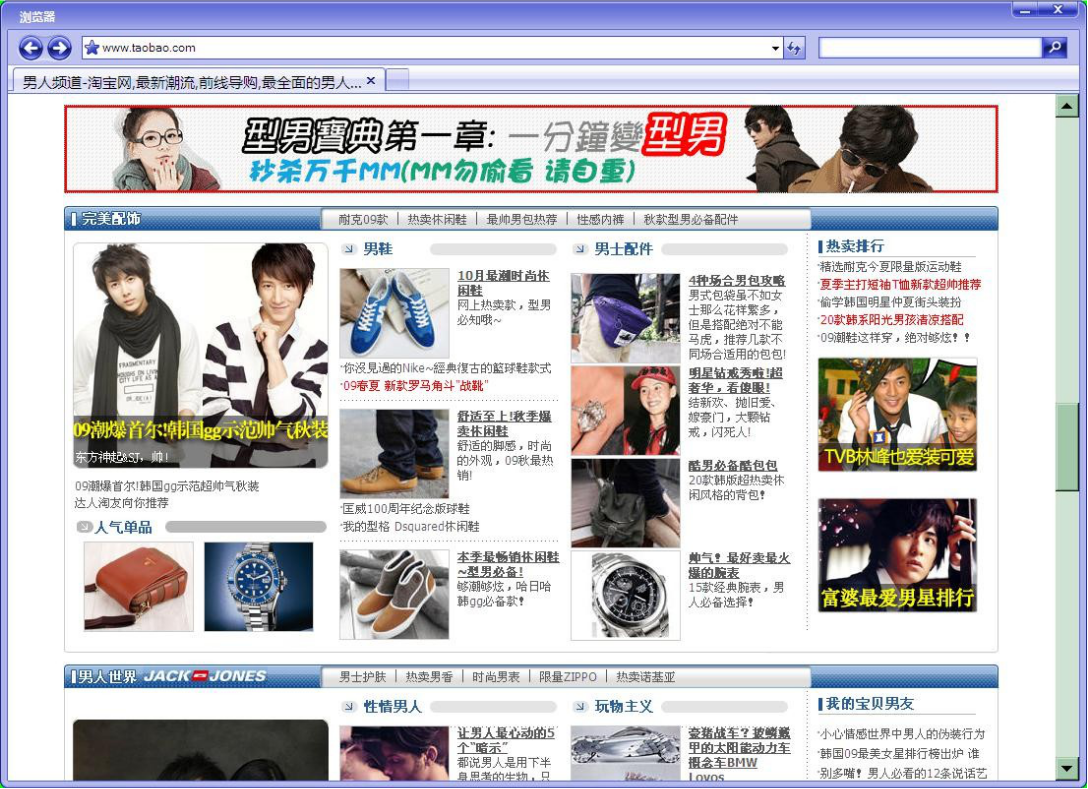 浏览器
www.taobao.com
男人频道-淘宝网,最新潮流,前线导购,最全面的男人...
型男寶典第一章: 一分鐘變型男
秒杀万千MM(MM勿偷看 请自重)
完美配饰
耐克09款 | 热卖休闲鞋 | 最帅男包热荐 | 性感内裤 | 秋款型男必备配件
09潮爆首尔!韩国gg示范帅气秋装
东方神起&SJ，帅!
09潮爆首尔!韩国gg示范超帅气秋装
达人淘友向你推荐
人气单品
男鞋
10月最潮时尚休
闲鞋
网上热卖款，型男
必知哦~
·你没見過的Nike~經典復古的籃球鞋款式
·09春夏 新款罗马角斗"战靴"
舒适至上!秋季爆
卖休闲鞋
舒适的脚感，时尚
的外观，09秋最热
销!
·匡威100周年纪念版球鞋
·我的型格 Dsquared休闲鞋
本季最畅销休闲鞋
~型男必备!
够潮够炫，哈日哈
韩gg必备款!
男士配件
4种场合男包攻略
男式包袋虽不如女
士那么花样繁多，
但是搭配绝对不能
马虎，推荐几款不
同场合适用的包包!
明星钻戒秀啦!超
奢华，看傻眼!
结新欢、抛旧爱、
嫁豪门，大颗钻
戒，闪死人!
酷男必备酷包包
20款韩版超热卖休
闲风格的背包!
帅气! 最好卖最火
爆的腕表
15款经典腕表，男
人必备选择!
热卖排行
·精选耐克今夏限量版运动鞋
·夏季主打短袖T恤新款超帅推荐
·偷学韩国明星仲夏街头装扮
·20款韩系阳光男孩清凉搭配
·09潮鞋这样穿，绝对够炫!!
TVB林峰也爱装可爱
富婆最爱男星排行
男人世界 JACK JONES
男士护肤 | 热卖男香 | 时尚男表 | 限量ZIPPO | 热卖诺基亚
性情男人
让男人最心动的5
个"暗示"
都说男人是用下半
身思考的生物，只
玩物主义
豪猪战车? 披鳞戴
甲的太阳能动力车
概念车BMW
Lovos
我的宝贝男友
·小心情感世界中男人的伪装行为
·韩国09最美女星排行榜出炉 谁
·别多嘴! 男人必看的12条说话艺